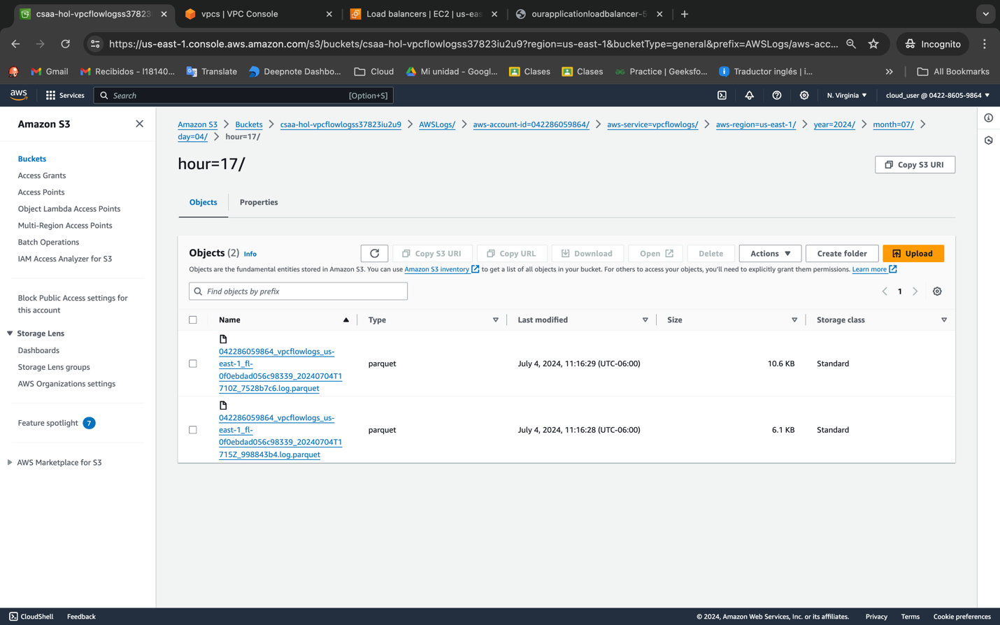 csaa-hol-vpcflowlogss37823
vpcs | VPC Console
Load balancers | EC2 | us-eas
ourapplicationloadbalancer-5
https://us-east-1.console.aws.amazon.com/s3/buckets/csaa-hol-vpcflowlogss37823iu2u9?region=us-east-1&bucketType=general&prefix=AWSLogs/aws-acc...
Incognito
Gmail
Recibidos - l18140...
Translate
Deepnote Dashbo...
Cloud
Mi unidad - Googl...
Clases
Clases
Practice | Geeksfo...
Traductor inglés | i...
All Bookmarks
aws
Services
Search
[Option+S]
N. Virginia
cloud_user @ 0422-8605-9864
Amazon S3
Buckets
Access Grants
Access Points
Object Lambda Access Points
Multi-Region Access Points
Batch Operations
IAM Access Analyzer for S3
Block Public Access settings for
this account
Storage Lens
Dashboards
Storage Lens groups
AWS Organizations settings
Feature spotlight 7
AWS Marketplace for S3
Amazon S3 > Buckets > csaa-hol-vpcflowlogss37823iu2u9 > AWSLogs/ > aws-account-id=042286059864/ > aws-service=vpcflowlogs/ > aws-region=us-east-1/ > year=2024/ > month=07/ >
day=04/ > hour=17/
hour=17/
Copy S3 URI
Objects
Properties
Objects (2) Info
Copy S3 URI
Copy URL
Download
Open
Delete
Actions
Create folder
Upload
Objects are the fundamental entities stored in Amazon S3. You can use Amazon S3 inventory to get a list of all objects in your bucket. For others to access your objects, you'll need to explicitly grant them permissions. Learn more
Find objects by prefix
1
Name
Type
Last modified
Size
Storage class
042286059864_vpcflowlogs_us-
east-1_fl-
0f0ebdad056c98339_20240704T1
710Z_7528b7c6.log.parquet
parquet
July 4, 2024, 11:16:29 (UTC-06:00)
10.6 KB
Standard
042286059864_vpcflowlogs_us-
east-1_fl-
0f0ebdad056c98339_20240704T1
715Z_998843b4.log.parquet
parquet
July 4, 2024, 11:16:28 (UTC-06:00)
6.1 KB
Standard
CloudShell
Feedback
© 2024, Amazon Web Services, Inc. or its affiliates.
Privacy
Terms
Cookie preferences